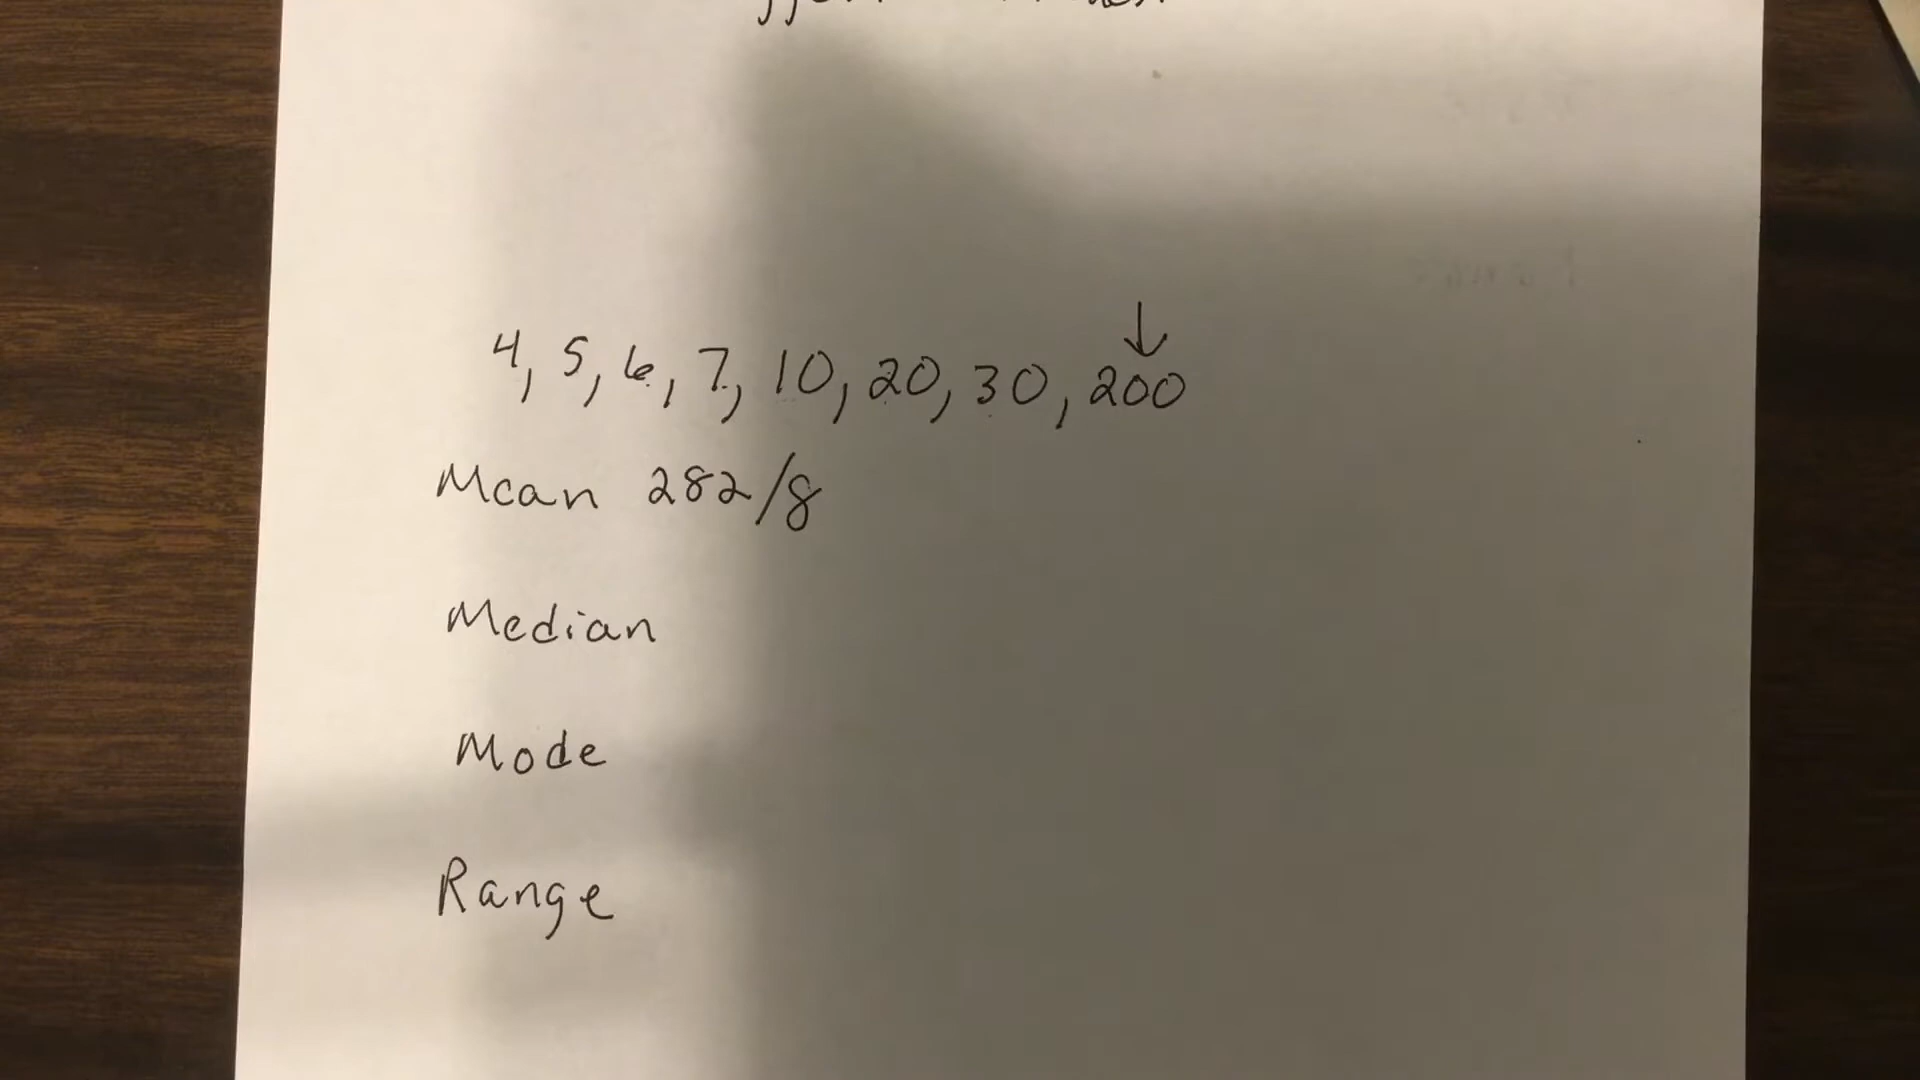 4, 5, 6, 7, 10, 20, 30, 200
Mean 282/8
Median
Mode
Range